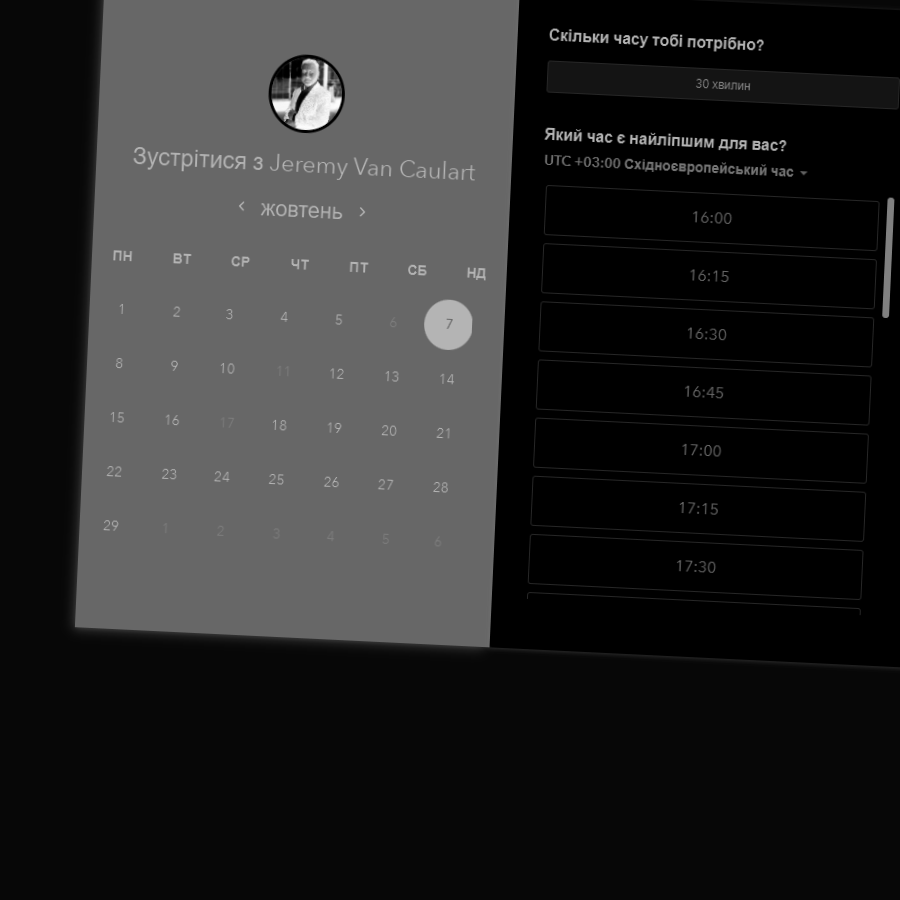 Зустрітися з Jeremy Van Caulart
жовтень
ПН ВТ СР ЧТ ПТ СБ НД
1 2 3 4 5 6 7
8 9 10 11 12 13 14
15 16 17 18 19 20 21
22 23 24 25 26 27 28
29 1 2 3 4 5 6
Скільки часу тобі потрібно?
30 хвилин
Який час є найліпшим для вас?
UTC +03:00 Східноєвропейський час
16:00
16:15
16:30
16:45
17:00
17:15
17:30